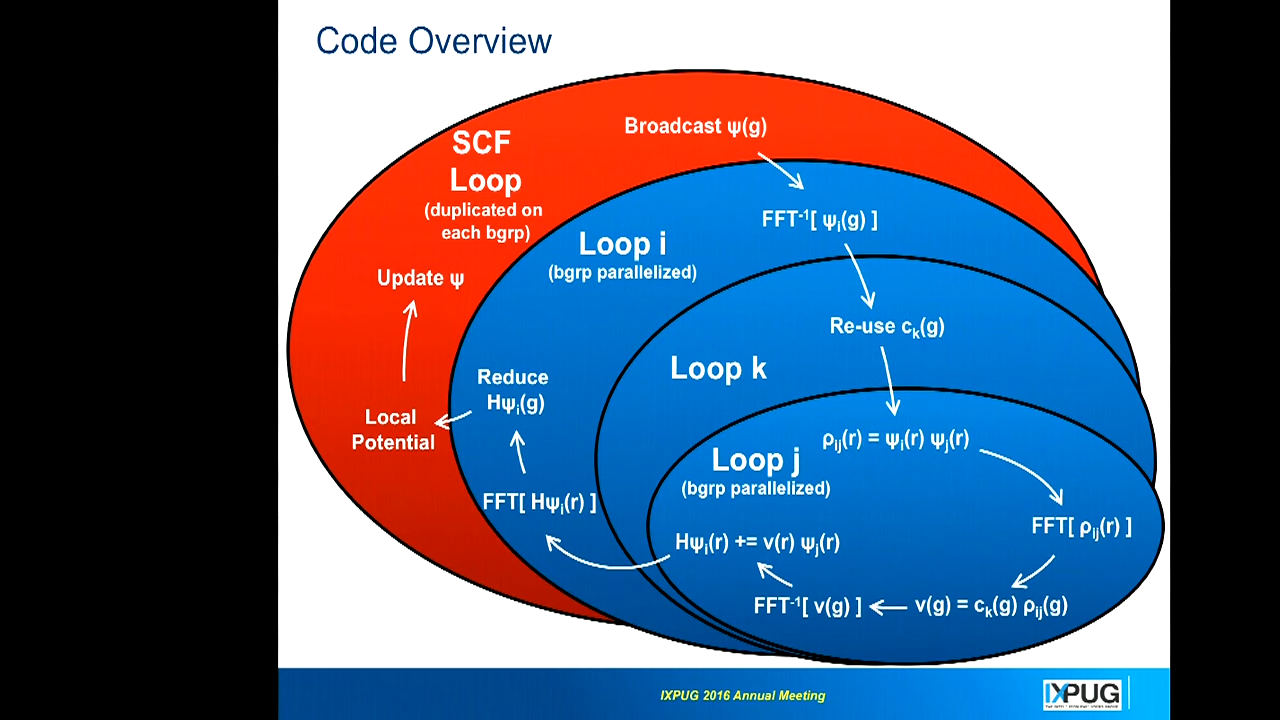 Code Overview
Broadcast ψ(g)
SCF
Loop
(duplicated on
each bgrp)
FFT⁻¹[ ψᵢ(g) ]
Loop i
(bgrp parallelized)
Update ψ
Re-use cₖ(g)
Loop k
Reduce
Hψᵢ(g)
Local
Potential
ρᵢⱼ(r) = ψᵢ(r) ψⱼ(r)
Loop j
(bgrp parallelized)
FFT[ Hψᵢ(r) ]
FFT[ ρᵢⱼ(r) ]
Hψᵢ(r) += v(r) ψⱼ(r)
FFT⁻¹[ v(g) ]
v(g) = cₖ(g) ρᵢⱼ(g)
IXPUG 2016 Annual Meeting
IXPUG